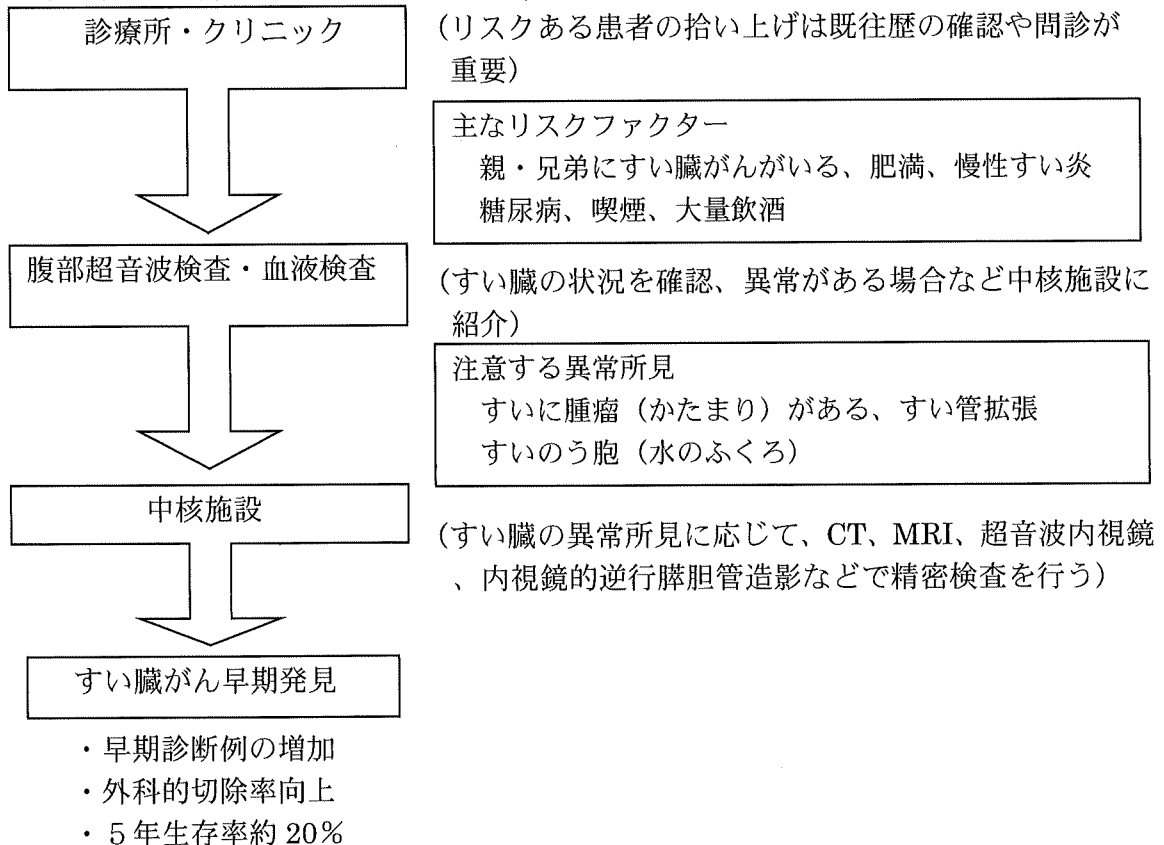 診療所・クリニック
(リスクある患者の拾い上げは既往歴の確認や問診が
重要)
主なリスクファクター
親・兄弟にすい臓がんがいる、肥満、慢性すい炎
糖尿病、喫煙、大量飲酒
腹部超音波検査・血液検査
(すい臓の状況を確認、異常がある場合など中核施設に
紹介)
注意する異常所見
すいに腫瘤（かたまり）がある、すい管拡張
すいのう胞（水のふくろ）
中核施設
(すい臓の異常所見に応じて、CT、MRI、超音波内視鏡
、内視鏡的逆行膵胆管造影などで精密検査を行う)
すい臓がん早期発見
・早期診断例の増加
・外科的切除率向上
・５年生存率約 20％